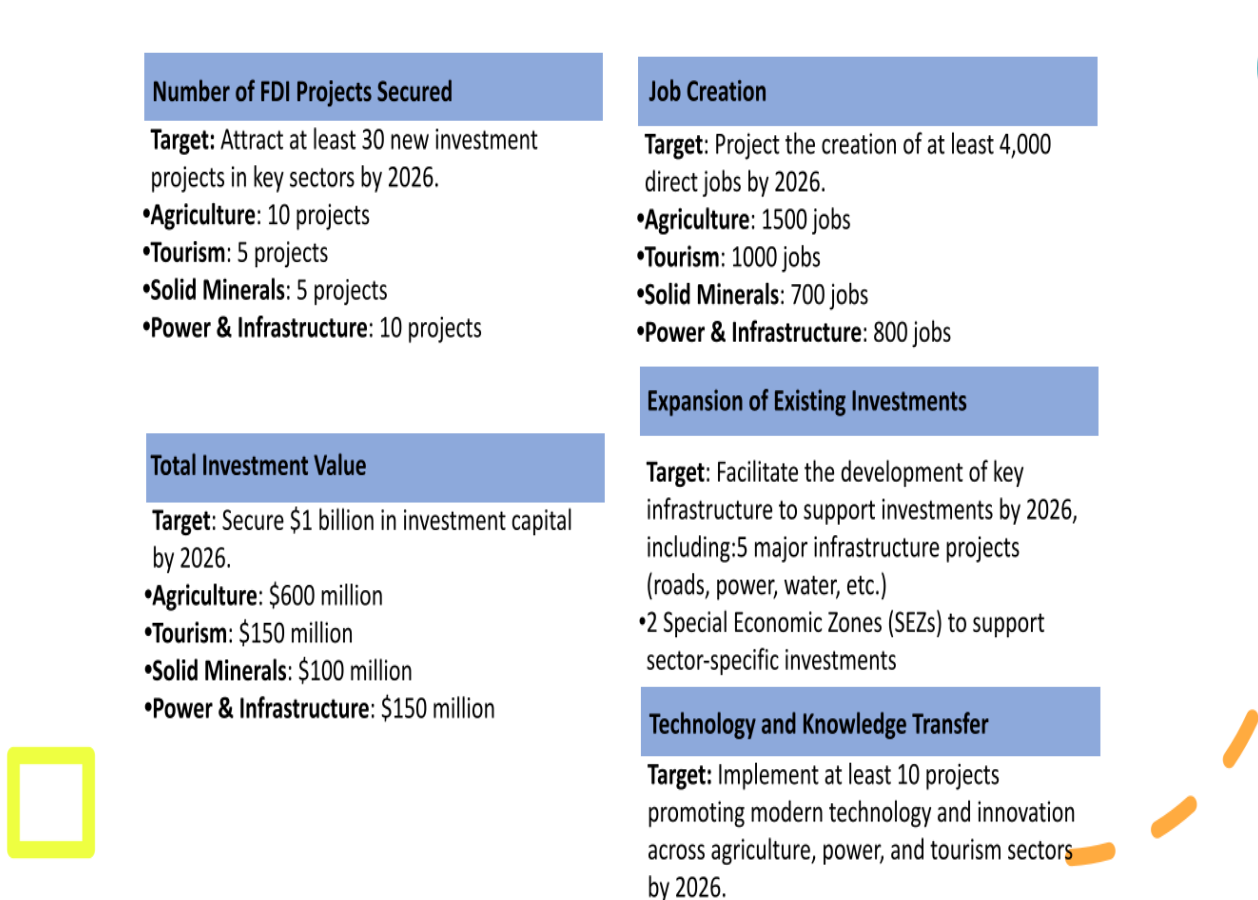 Number of FDI Projects Secured
Target: Attract at least 30 new investment
projects in key sectors by 2026.
•Agriculture: 10 projects
•Tourism: 5 projects
•Solid Minerals: 5 projects
•Power & Infrastructure: 10 projects
Total Investment Value
Target: Secure $1 billion in investment capital
by 2026.
•Agriculture: $600 million
•Tourism: $150 million
•Solid Minerals: $100 million
•Power & Infrastructure: $150 million
Job Creation
Target: Project the creation of at least 4,000
direct jobs by 2026.
•Agriculture: 1500 jobs
•Tourism: 1000 jobs
•Solid Minerals: 700 jobs
•Power & Infrastructure: 800 jobs
Expansion of Existing Investments
Target: Facilitate the development of key
infrastructure to support investments by 2026,
including:5 major infrastructure projects
(roads, power, water, etc.)
•2 Special Economic Zones (SEZs) to support
sector-specific investments
Technology and Knowledge Transfer
Target: Implement at least 10 projects
promoting modern technology and innovation
across agriculture, power, and tourism sectors
by 2026.